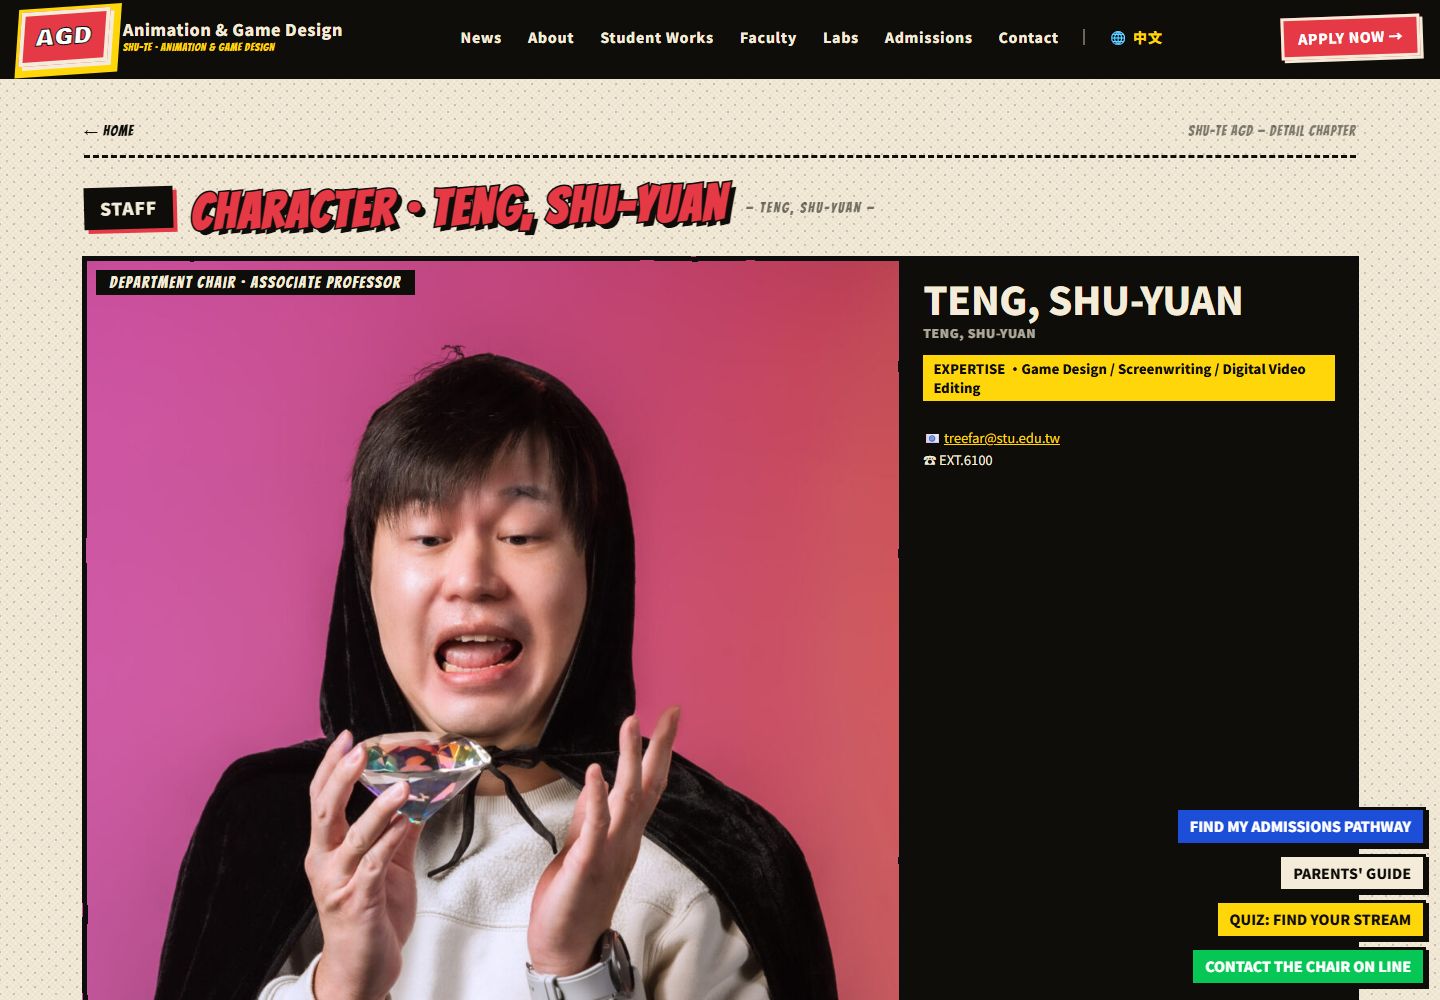 AGD
Animation & Game Design
SHU-TE · ANIMATION & GAME DESIGN
News About Student Works Faculty Labs Admissions Contact 中文
APPLY NOW →
← HOME
SHU-TE AGD — DETAIL CHAPTER
STAFF
CHARACTER · TENG, SHU-YUAN
— TENG, SHU-YUAN —
DEPARTMENT CHAIR · ASSOCIATE PROFESSOR
TENG, SHU-YUAN
TENG, SHU-YUAN
EXPERTISE ・Game Design / Screenwriting / Digital Video
Editing
treefar@stu.edu.tw
☎ EXT.6100
FIND MY ADMISSIONS PATHWAY
PARENTS' GUIDE
QUIZ: FIND YOUR STREAM
CONTACT THE CHAIR ON LINE